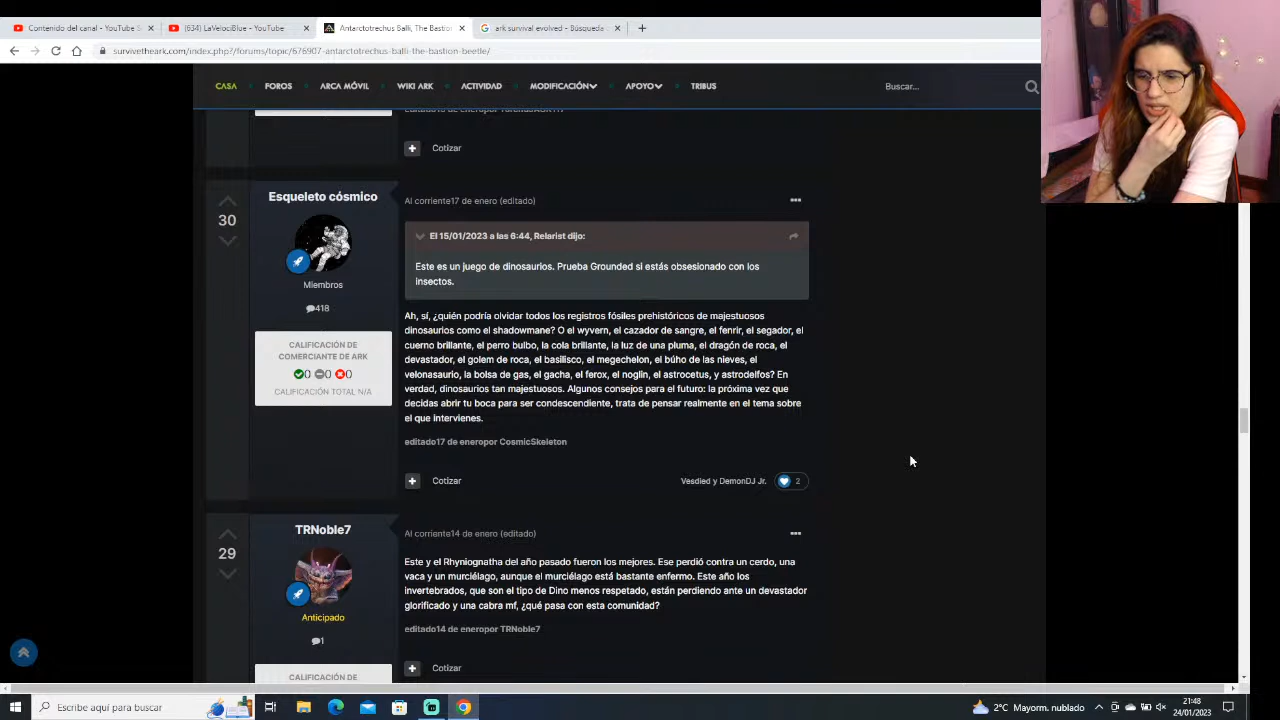 Contenido del canal - YouTube S
(634) LaVelociBlue - YouTube
Antarctotrechus Balli, The Bastion
ark survival evolved - Búsqueda
survivetheark.com/index.php?/forums/topic/676907-antarctotrechus-balli-the-bastion-beetle/
CASA
FOROS
ARCA MÓVIL
WIKI ARK
ACTIVIDAD
MODIFICACIÓN
APOYO
TRIBUS
Buscar...
Cotizar
Esqueleto cósmico
30
Miembros
418
CALIFICACIÓN DE
COMERCIANTE DE ARK
0 0 0
CALIFICACIÓN TOTAL N/A
Al corriente17 de enero (editado)
El 15/01/2023 a las 6:44, Relarist dijo:
Este es un juego de dinosaurios. Prueba Grounded si estás obsesionado con los
insectos.
Ah, sí, ¿quién podría olvidar todos los registros fósiles prehistóricos de majestuosos
dinosaurios como el shadowmane? O el wyvern, el cazador de sangre, el fenrir, el segador, el
cuerno brillante, el perro bulbo, la cola brillante, la luz de una pluma, el dragón de roca, el
devastador, el golem de roca, el basilisco, el megechelon, el búho de las nieves, el
velonasaurio, la bolsa de gas, el gacha, el ferox, el noglin, el astrocetus, y astrodelfos? En
verdad, dinosaurios tan majestuosos. Algunos consejos para el futuro: la próxima vez que
decidas abrir tu boca para ser condescendiente, trata de pensar realmente en el tema sobre
el que intervienes.
editado17 de eneropor CosmicSkeleton
Cotizar
Vesdied y DemonDJ Jr.
2
TRNoble7
29
Anticipado
1
CALIFICACIÓN DE
Al corriente14 de enero (editado)
Este y el Rhyniognatha del año pasado fueron los mejores. Ese perdió contra un cerdo, una
vaca y un murciélago, aunque el murciélago está bastante enfermo. Este año los
invertebrados, que son el tipo de Dino menos respetado, están perdiendo ante un devastador
glorificado y una cabra mf, ¿qué pasa con esta comunidad?
editado14 de eneropor TRNoble7
Cotizar
Escribe aquí para buscar
2°C Mayorm. nublado
21:48
24/01/2023